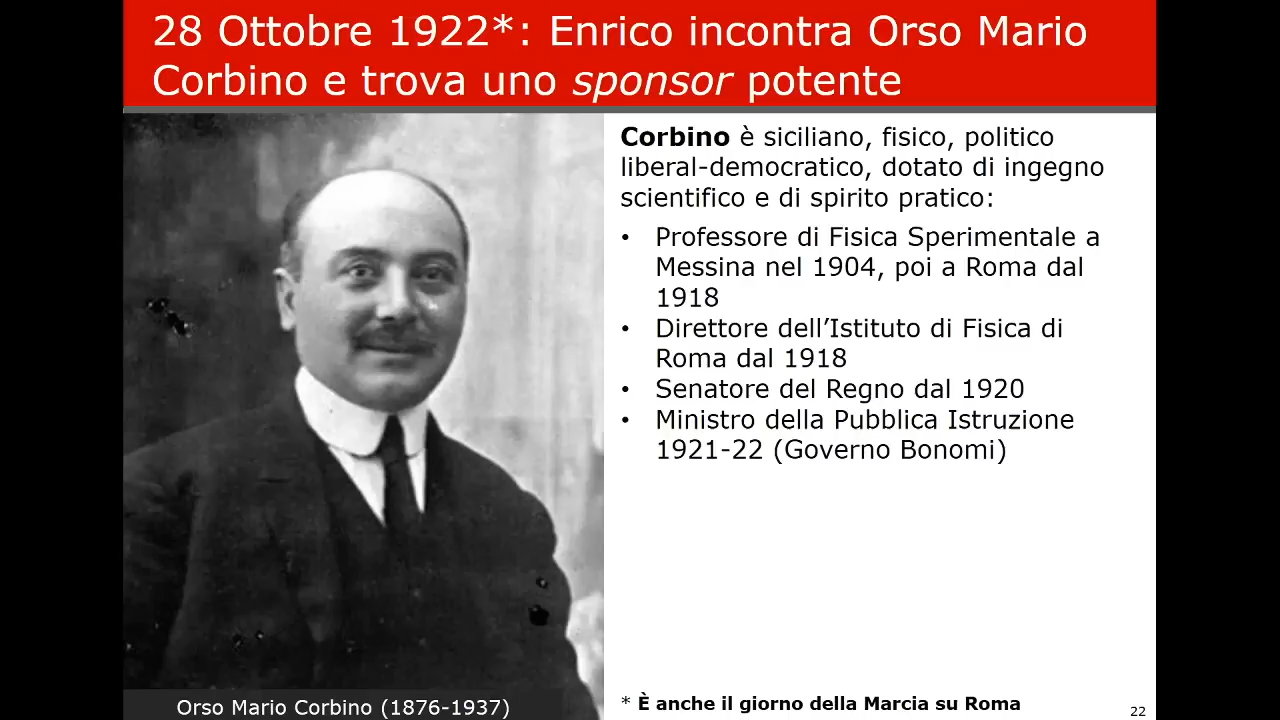 28 Ottobre 1922*: Enrico incontra Orso Mario
Corbino e trova uno sponsor potente
Corbino è siciliano, fisico, politico
liberal-democratico, dotato di ingegno
scientifico e di spirito pratico:
• Professore di Fisica Sperimentale a
Messina nel 1904, poi a Roma dal
1918
• Direttore dell’Istituto di Fisica di
Roma dal 1918
• Senatore del Regno dal 1920
• Ministro della Pubblica Istruzione
1921-22 (Governo Bonomi)
Orso Mario Corbino (1876-1937)
* È anche il giorno della Marcia su Roma
22